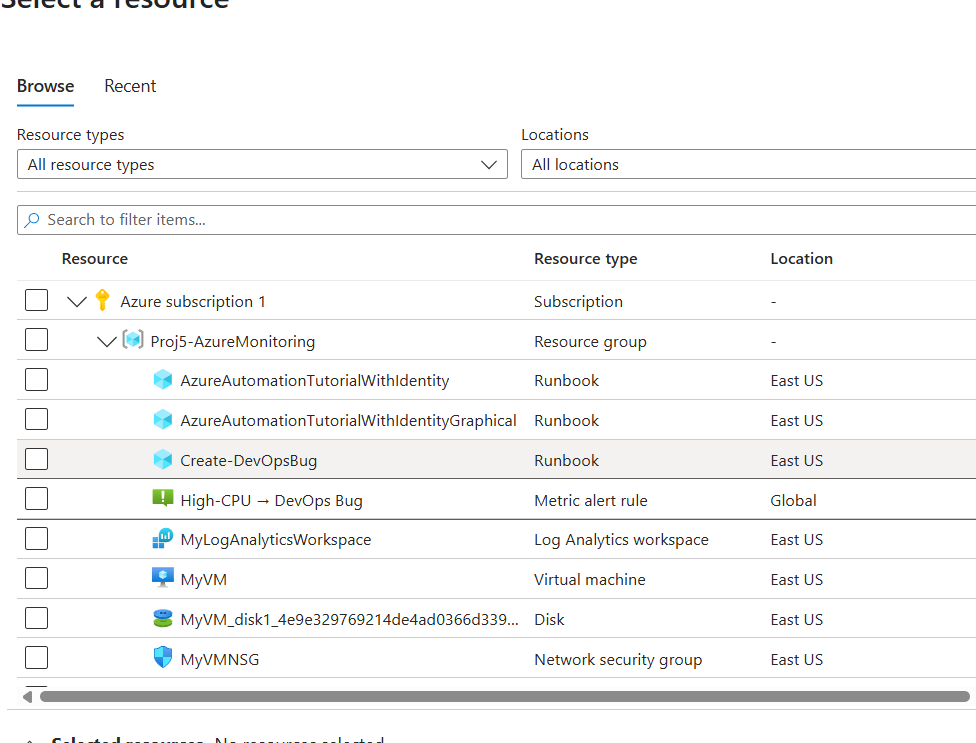 Select a resource
Browse Recent
Resource types Locations
All resource types All locations
Search to filter items...
Resource Resource type Location
Azure subscription 1 Subscription -
Proj5-AzureMonitoring Resource group -
AzureAutomationTutorialWithIdentity Runbook East US
AzureAutomationTutorialWithIdentityGraphical Runbook East US
Create-DevOpsBug Runbook East US
High-CPU → DevOps Bug Metric alert rule Global
MyLogAnalyticsWorkspace Log Analytics workspace East US
MyVM Virtual machine East US
MyVM_disk1_4e9e329769214de4ad0366d339... Disk East US
MyVMNSG Network security group East US
Selected resources No resources selected